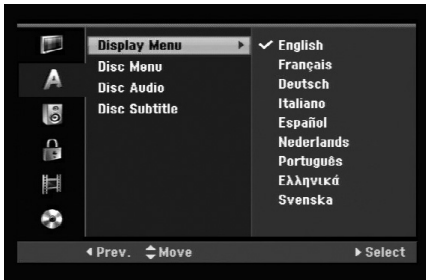 A
Display Menu
Disc Menu
Disc Audio
Disc Subtitle
English
Français
Deutsch
Italiano
Español
Nederlands
Português
Ελληνικά
Svenska
Prev. Move Select